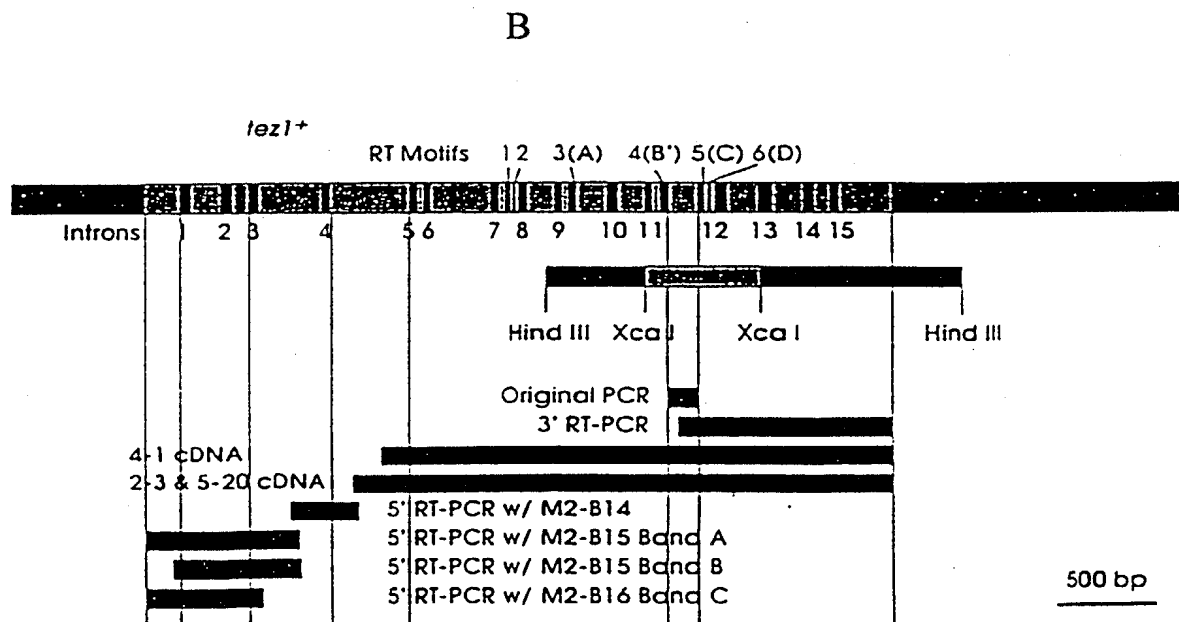 B
tez1+
RT Motifs 1 2 3(A) 4(B') 5(C) 6(D)
Introns 1 2 3 4 5 6 7 8 9 10 11 12 13 14 15
Hind III Xca I Xca I Hind III
Original PCR
3' RT-PCR
4-1 cDNA
2-3 & 5-20 cDNA
5' RT-PCR w/ M2-B14
5' RT-PCR w/ M2-B15 Band A
5' RT-PCR w/ M2-B15 Band B
5' RT-PCR w/ M2-B16 Band C
500 bp